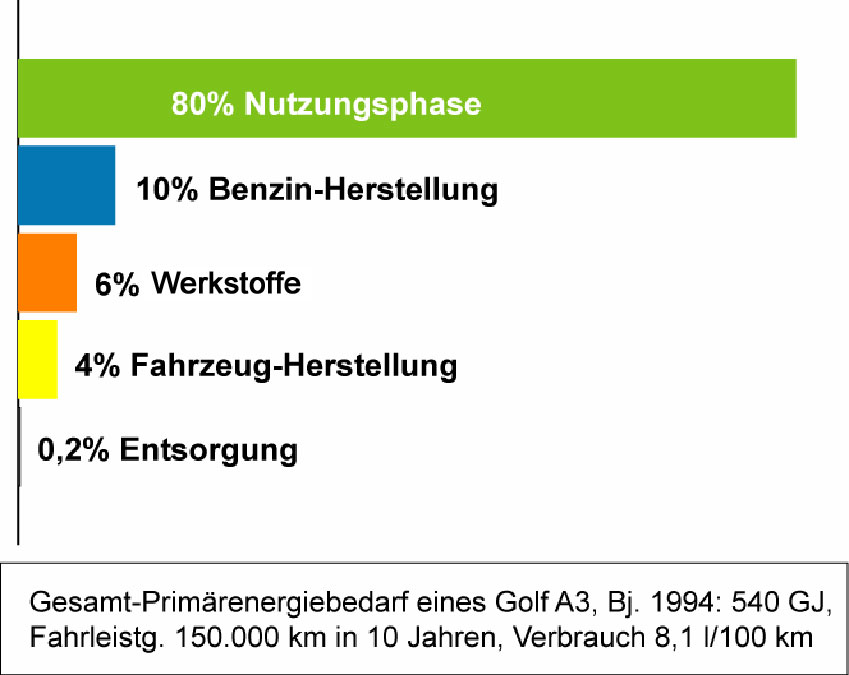 80% Nutzungsphase
10% Benzin-Herstellung
6% Werkstoffe
4% Fahrzeug-Herstellung
0,2% Entsorgung
Gesamt-Primärenergiebedarf eines Golf A3, Bj. 1994: 540 GJ,
Fahrleistg. 150.000 km in 10 Jahren, Verbrauch 8,1 l/100 km